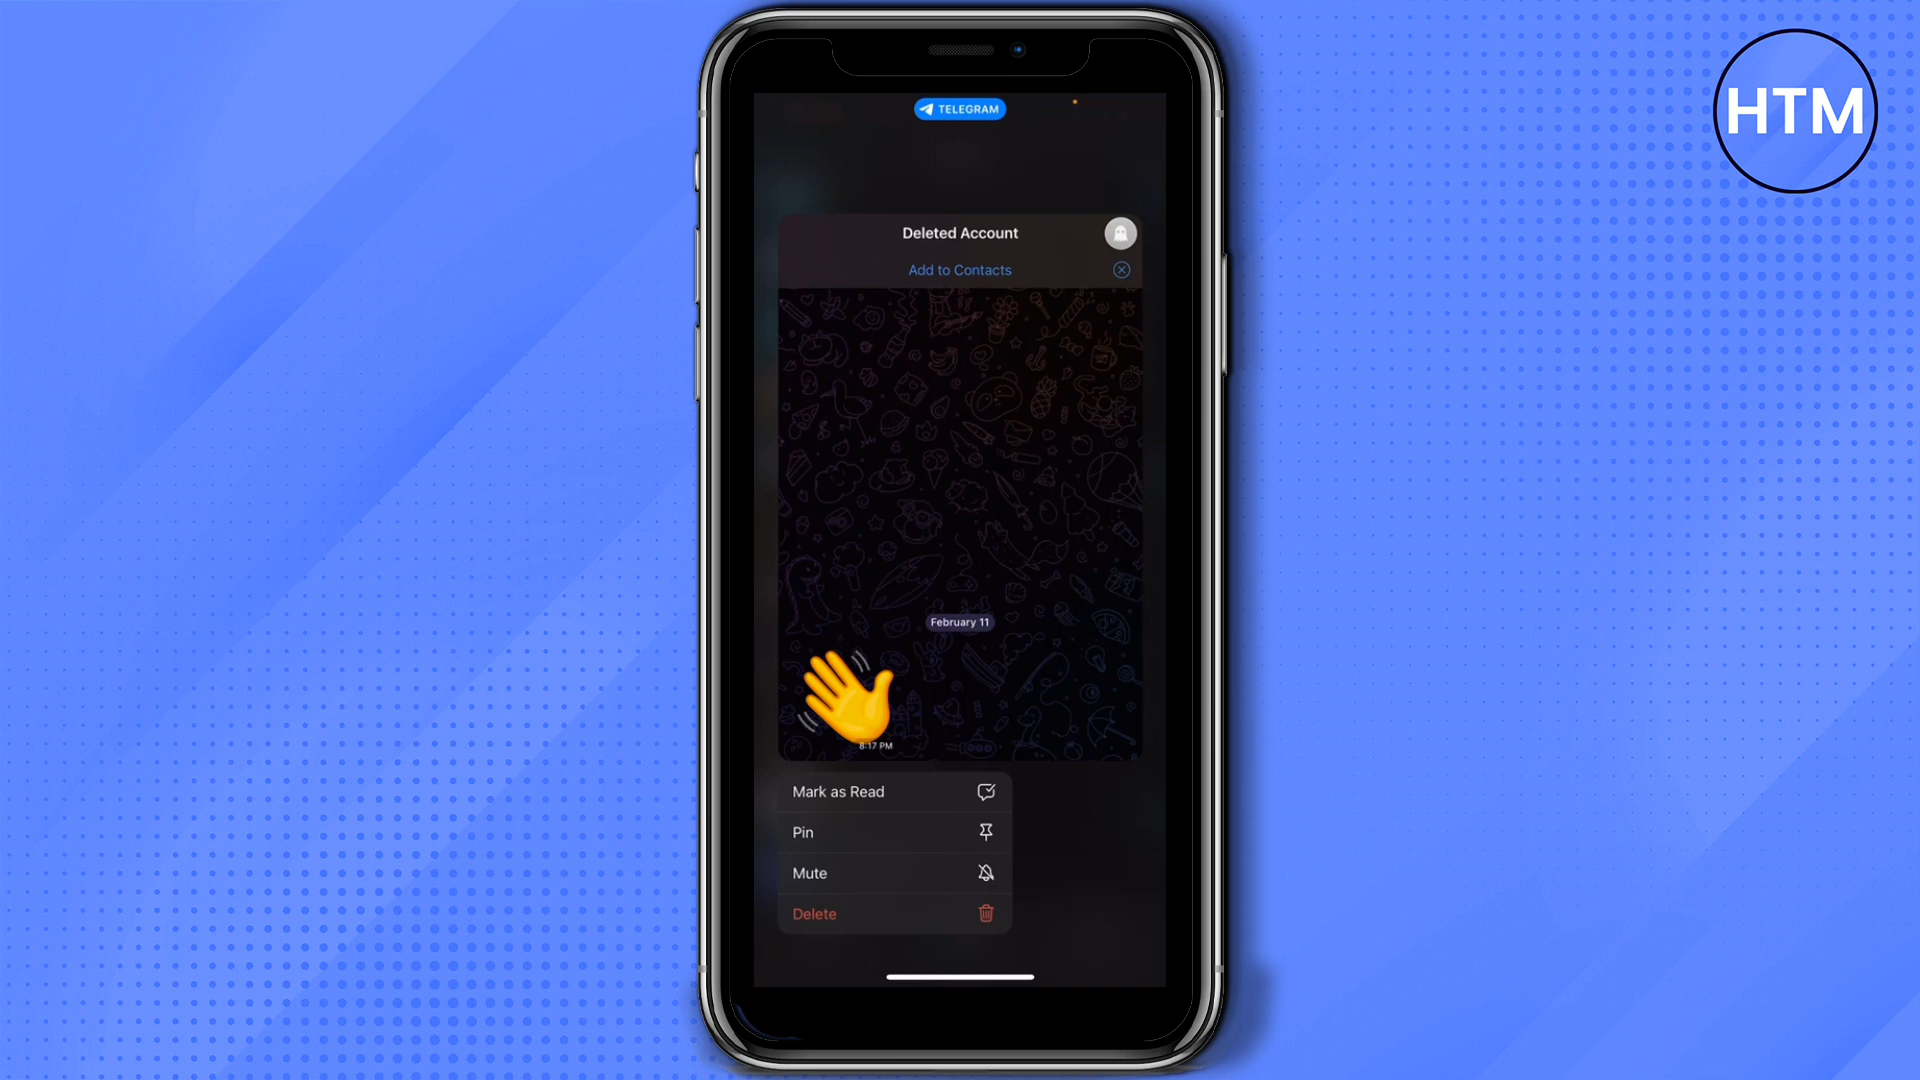 HTM
TELEGRAM
Deleted Account
Add to Contacts
February 11
8:17 PM
Mark as Read
Pin
Mute
Delete